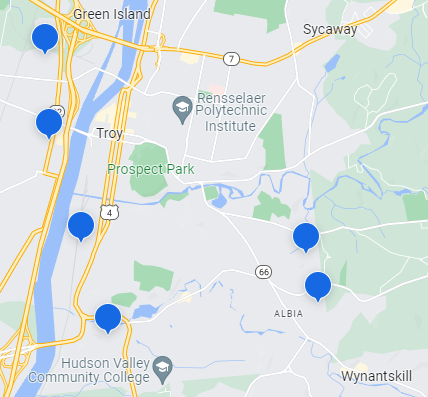 Green Island
Sycaway
7
Rensselaer
Polytechnic
Institute
Troy
Prospect Park
4
66
ALBIA
Hudson Valley
Community College
Wynantskill